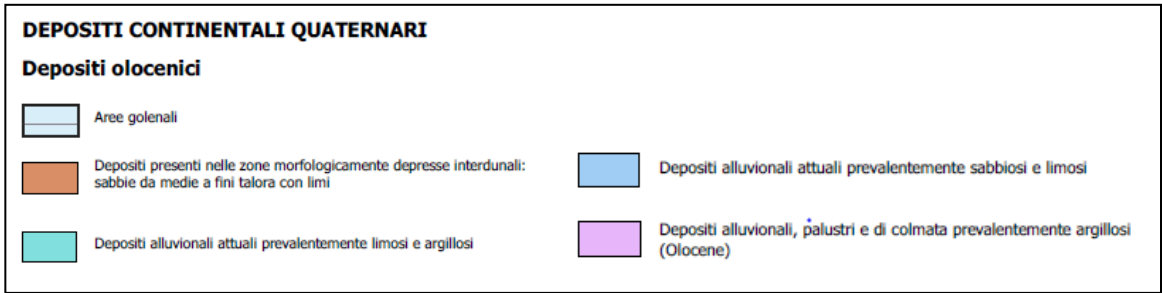 DEPOSITI CONTINENTALI QUATERNARI
Depositi olocenici
Aree golenali
Depositi presenti nelle zone morfologicamente depresse interdunali:
sabbie da medie a fini talora con limi
Depositi alluvionali attuali prevalentemente limosi e argillosi
Depositi alluvionali attuali prevalentemente sabbiosi e limosi
Depositi alluvionali, palustri e di colmata prevalentemente argillosi
(Olocene)